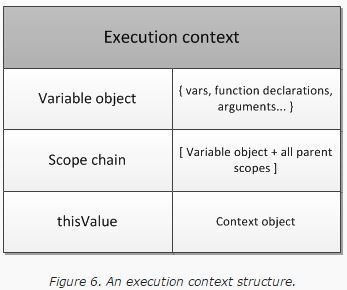 Execution context
Variable object
{ vars, function declarations,
arguments... }
Scope chain
[ Variable object + all parent
scopes ]
thisValue
Context object
Figure 6. An execution context structure.